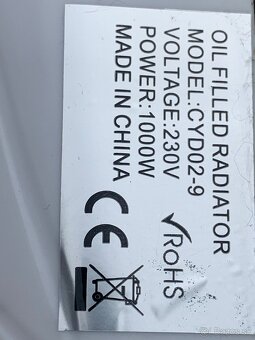 OIL FILLED RADIATOR
MODEL:CYD02-9
VOLTAGE:230V
POWER:1000W
MADE IN CHINA
RoHS
CE